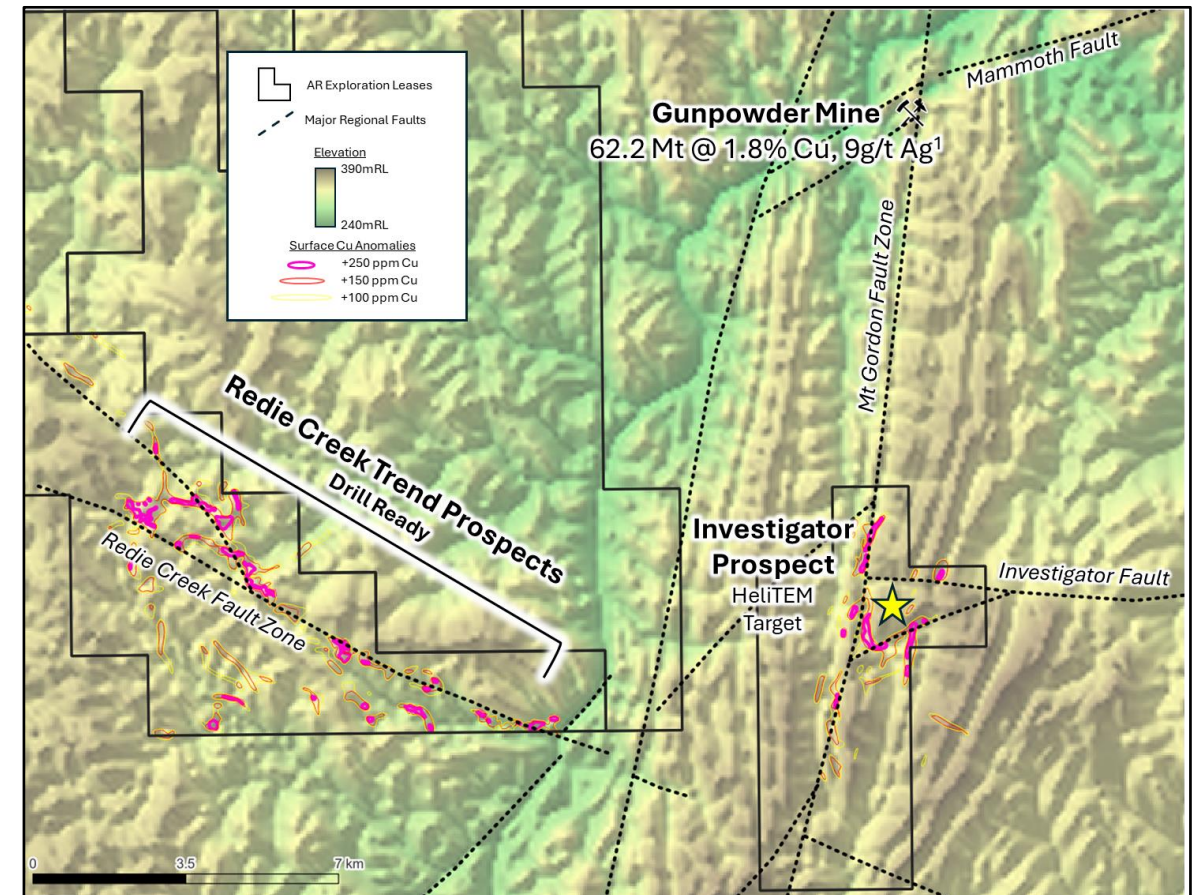 AR Exploration Leases
Major Regional Faults
Elevation
390mRL
240mRL
Surface Cu Anomalies
+250 ppm Cu
+150 ppm Cu
+100 ppm Cu
Mammoth Fault
Gunpowder Mine
62.2 Mt @ 1.8% Cu, 9g/t Ag¹
Mt Gordon Fault Zone
Redie Creek Trend Prospects
Drill Ready
Redie Creek Fault Zone
Investigator
Prospect
HeliTEM
Target
Investigator Fault
0 3.5 7 km